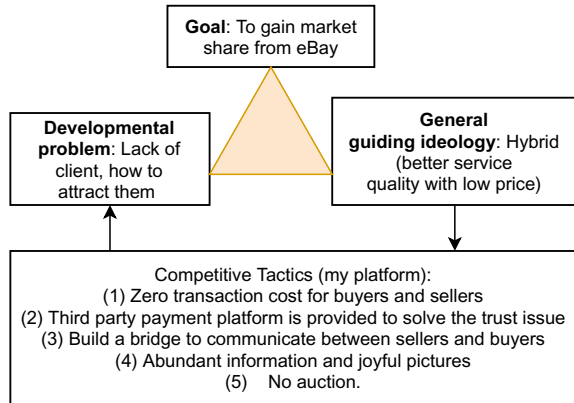 Goal: To gain market
share from eBay
Developmental
problem: Lack of
client, how to
attract them
General
guiding ideology: Hybrid
(better service
quality with low price)
Competitive Tactics (my platform):
(1) Zero transaction cost for buyers and sellers
(2) Third party payment platform is provided to solve the trust issue
(3) Build a bridge to communicate between sellers and buyers
(4) Abundant information and joyful pictures
(5) No auction.